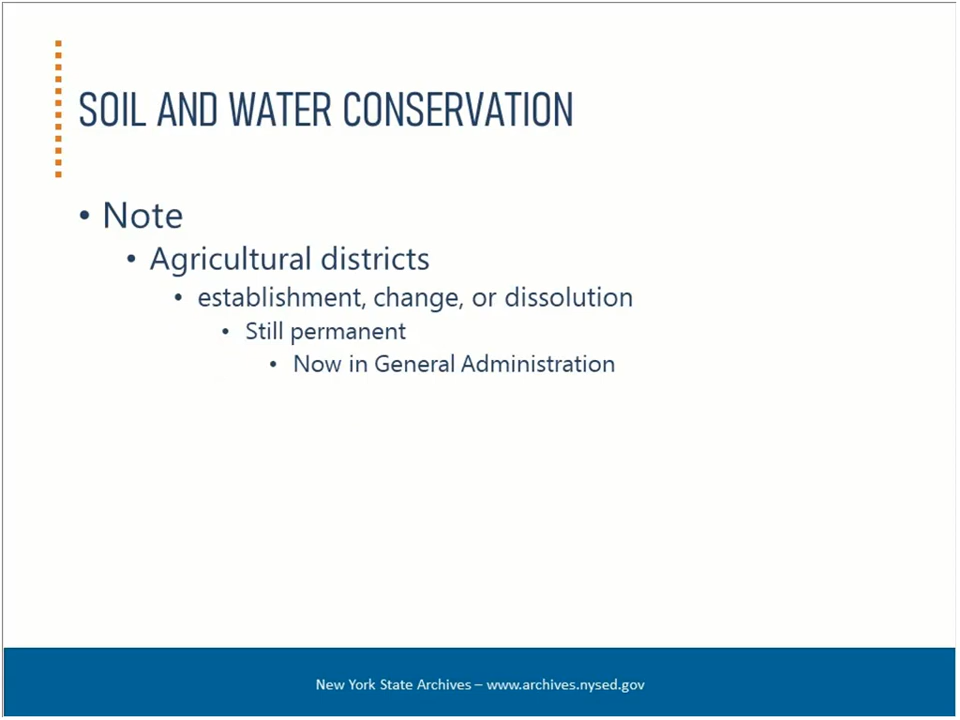 SOIL AND WATER CONSERVATION
• Note
• Agricultural districts
• establishment, change, or dissolution
• Still permanent
• Now in General Administration
New York State Archives – www.archives.nysed.gov